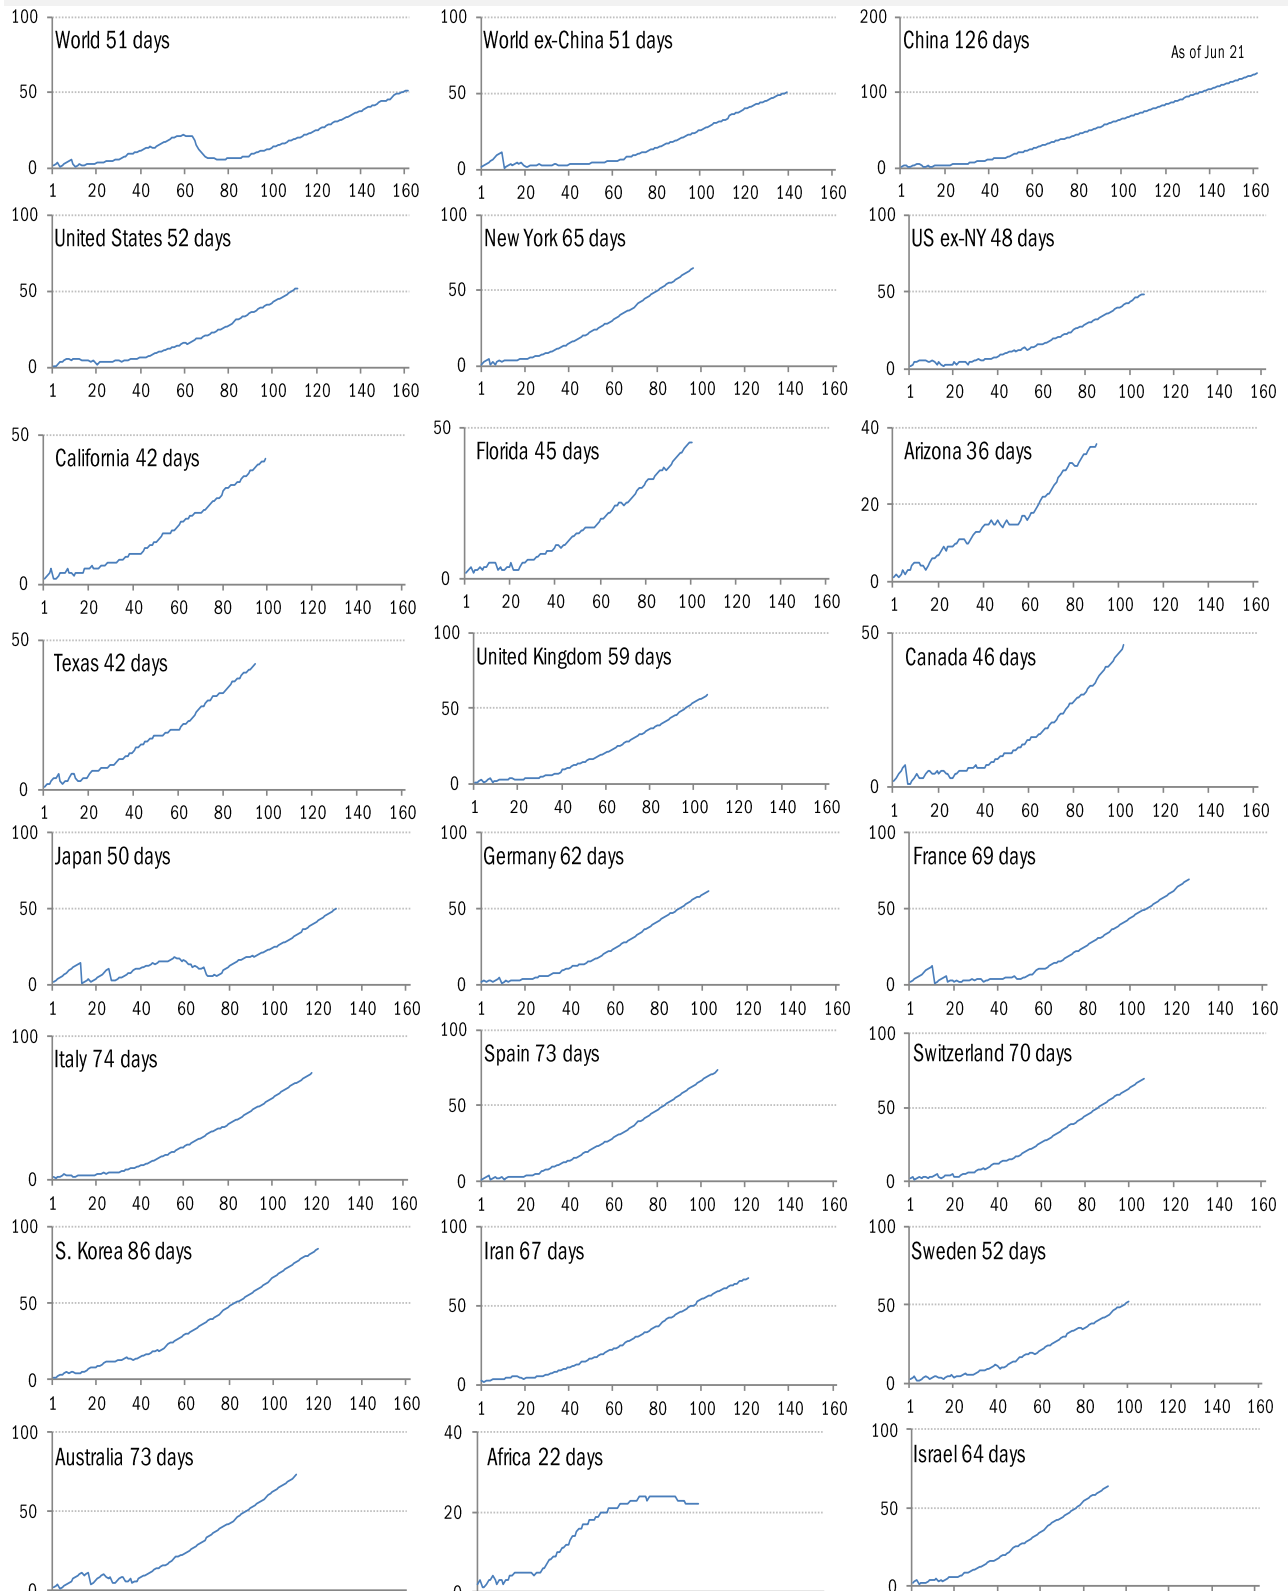 World 51 days
100
50
0
1 20 40 60 80 100 120 140 160
World ex-China 51 days
100
50
0
1 20 40 60 80 100 120 140 160
China 126 days
As of Jun 21
200
100
0
1 20 40 60 80 100 120 140 160
United States 52 days
100
50
0
1 20 40 60 80 100 120 140 160
New York 65 days
100
50
0
1 20 40 60 80 100 120 140 160
US ex-NY 48 days
100
50
0
1 20 40 60 80 100 120 140 160
California 42 days
50
0
1 20 40 60 80 100 120 140 160
Florida 45 days
50
0
1 20 40 60 80 100 120 140 160
Arizona 36 days
40
20
0
1 20 40 60 80 100 120 140 160
Texas 42 days
50
0
1 20 40 60 80 100 120 140 160
United Kingdom 59 days
100
50
0
1 20 40 60 80 100 120 140 160
Canada 46 days
50
0
1 20 40 60 80 100 120 140 160
Japan 50 days
100
50
0
1 20 40 60 80 100 120 140 160
Germany 62 days
100
50
0
1 20 40 60 80 100 120 140 160
France 69 days
100
50
0
1 20 40 60 80 100 120 140 160
Italy 74 days
100
0
1 20 40 60 80 100 120 140 160
Spain 73 days
100
50
0
1 20 40 60 80 100 120 140 160
Switzerland 70 days
100
50
0
1 20 40 60 80 100 120 140 160
S. Korea 86 days
100
50
0
1 20 40 60 80 100 120 140 160
Iran 67 days
100
50
0
1 20 40 60 80 100 120 140 160
Sweden 52 days
100
50
0
1 20 40 60 80 100 120 140 160
Australia 73 days
100
50
0
Africa 22 days
40
20
0
Israel 64 days
100
50
0